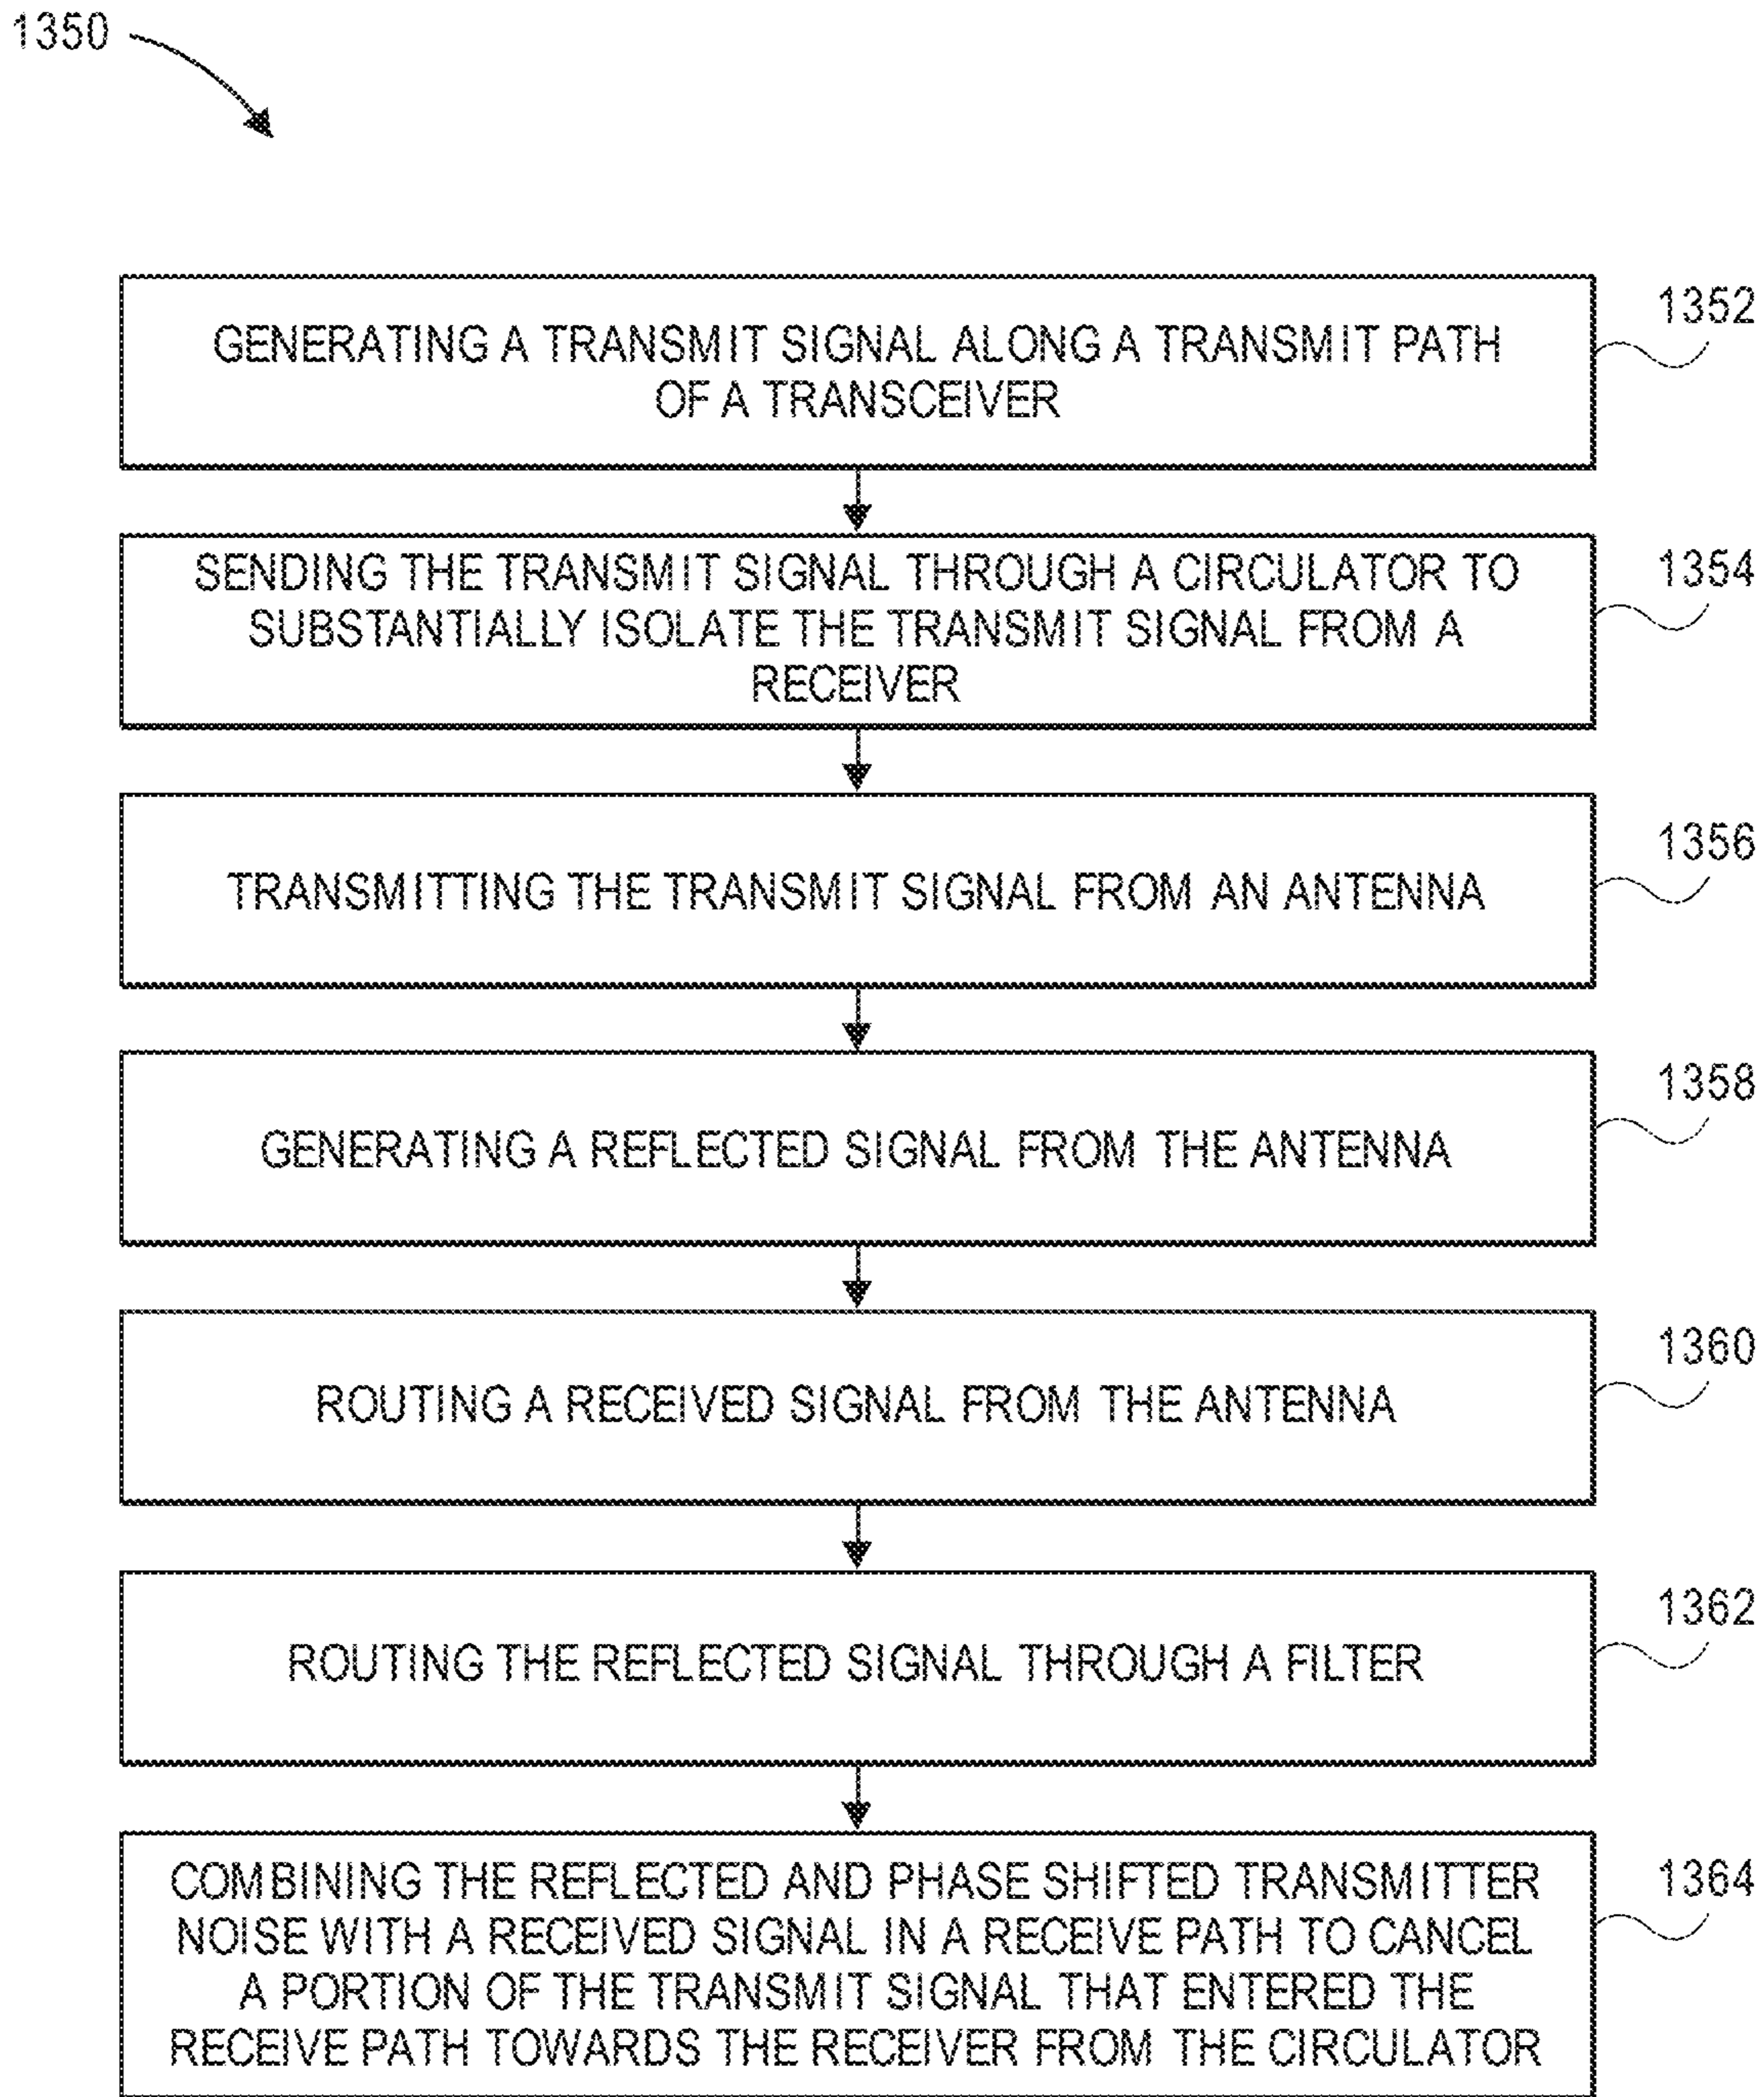 1350
GENERATING A TRANSMIT SIGNAL ALONG A TRANSMIT PATH
OF A TRANSCEIVER
1352
SENDING THE TRANSMIT SIGNAL THROUGH A CIRCULATOR TO
SUBSTANTIALLY ISOLATE THE TRANSMIT SIGNAL FROM A
RECEIVER
1354
TRANSMITTING THE TRANSMIT SIGNAL FROM AN ANTENNA
1356
GENERATING A REFLECTED SIGNAL FROM THE ANTENNA
1358
ROUTING A RECEIVED SIGNAL FROM THE ANTENNA
1360
ROUTING THE REFLECTED SIGNAL THROUGH A FILTER
1362
COMBINING THE REFLECTED AND PHASE SHIFTED TRANSMITTER
NOISE WITH A RECEIVED SIGNAL IN A RECEIVE PATH TO CANCEL
A PORTION OF THE TRANSMIT SIGNAL THAT ENTERED THE
RECEIVE PATH TOWARDS THE RECEIVER FROM THE CIRCULATOR
1364